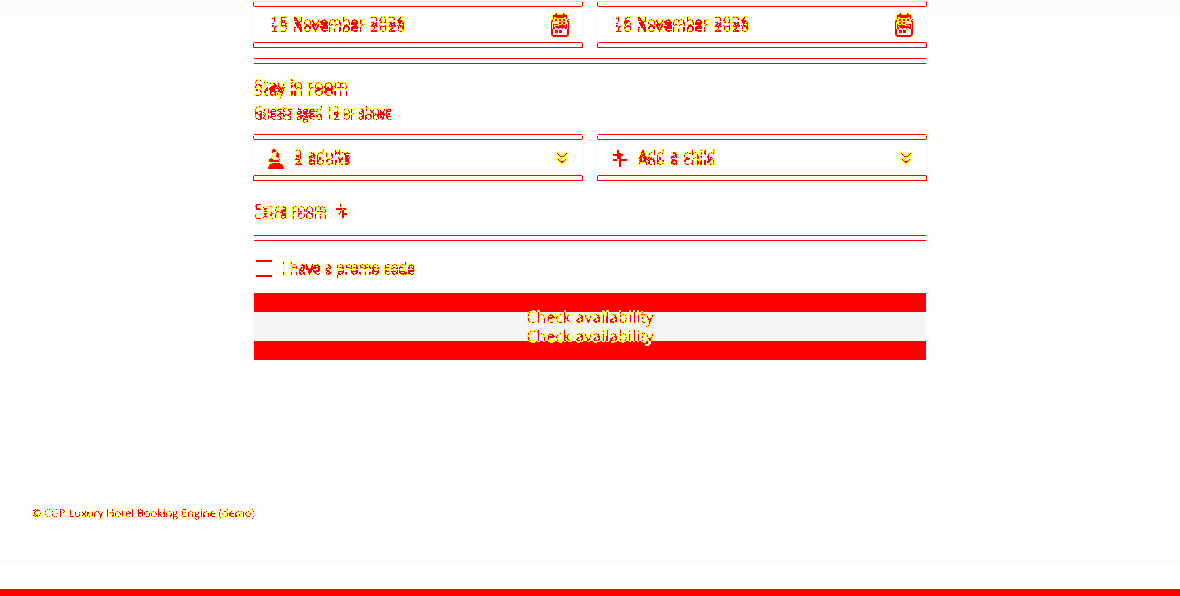 15 November 2026 16 November 2026
Stay in room
Guests aged 12 or above
2 adults Add a child
Extra room +
I have a promo code
Check availability
Check availability
© CGP Luxury Hotel Booking Engine (demo)